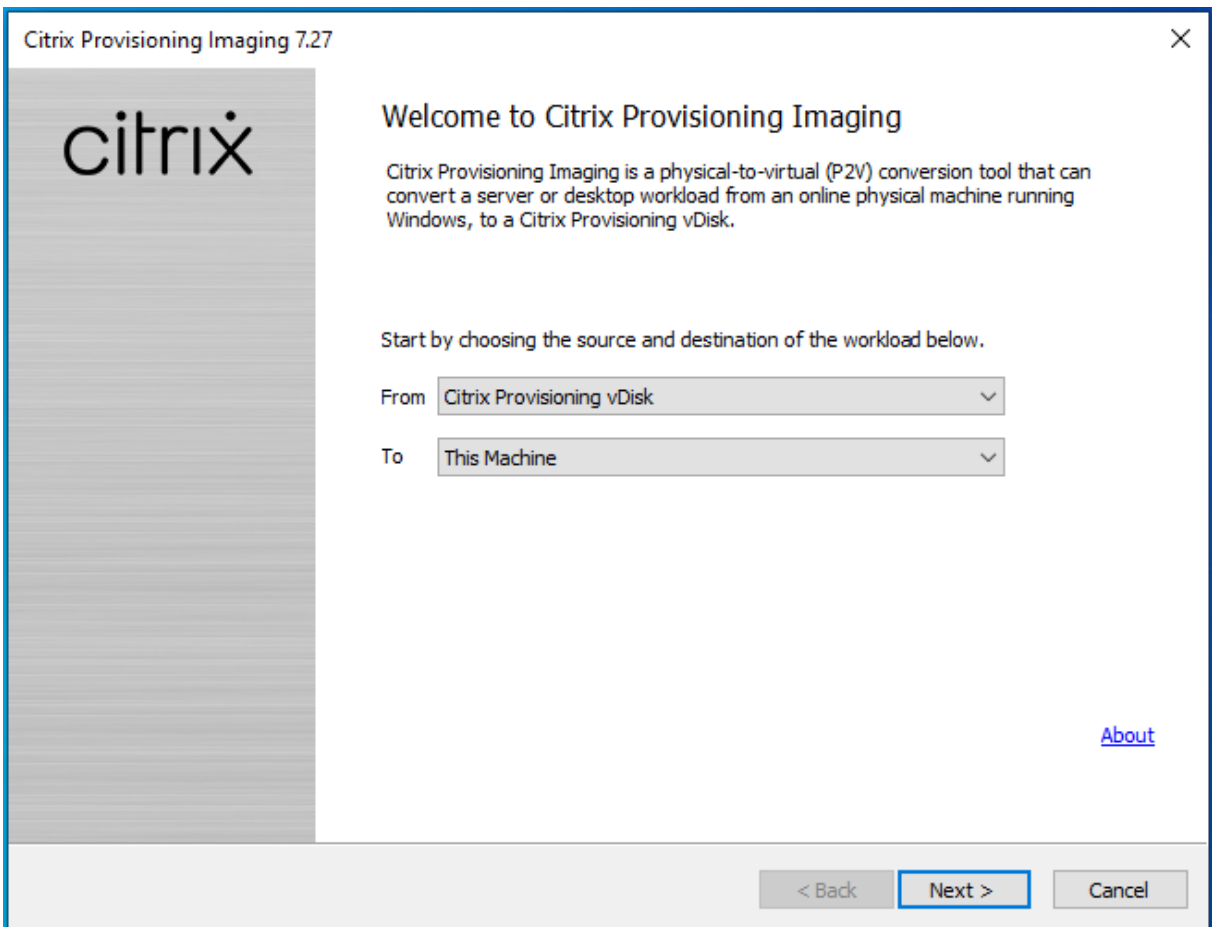 Citrix Provisioning Imaging 7.27
citrix
Welcome to Citrix Provisioning Imaging
Citrix Provisioning Imaging is a physical-to-virtual (P2V) conversion tool that can
convert a server or desktop workload from an online physical machine running
Windows, to a Citrix Provisioning vDisk.
Start by choosing the source and destination of the workload below.
From Citrix Provisioning vDisk
To This Machine
About
< Back Next > Cancel